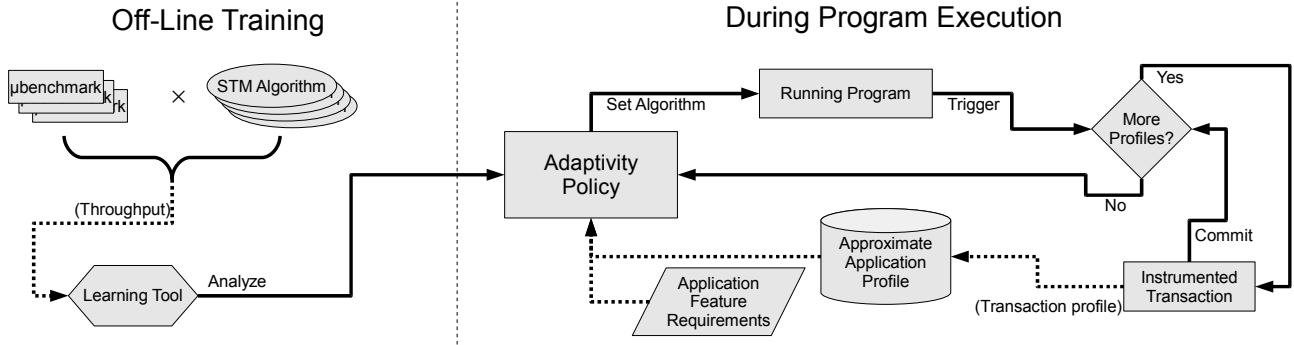 Off-Line Training
During Program Execution
µbenchmark
k
rk
×
STM Algorithm
(Throughput)
Learning Tool
Analyze
Adaptivity
Policy
Set Algorithm
Running Program
Trigger
More
Profiles?
Yes
No
Commit
Instrumented
Transaction
(Transaction profile)
Approximate
Application
Profile
Application
Feature
Requirements